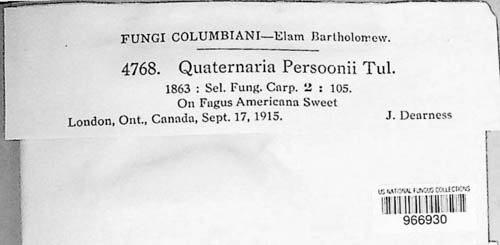 FUNGI COLUMBIANI—Elam Bartholomew.
4768. Quaternaria Persoonii Tul.
1863 : Sel. Fung. Carp. 2 : 105.
On Fagus Americana Sweet
London, Ont., Canada, Sept. 17, 1915. J. Dearness
US NATIONAL FUNGUS COLLECTIONS
966930